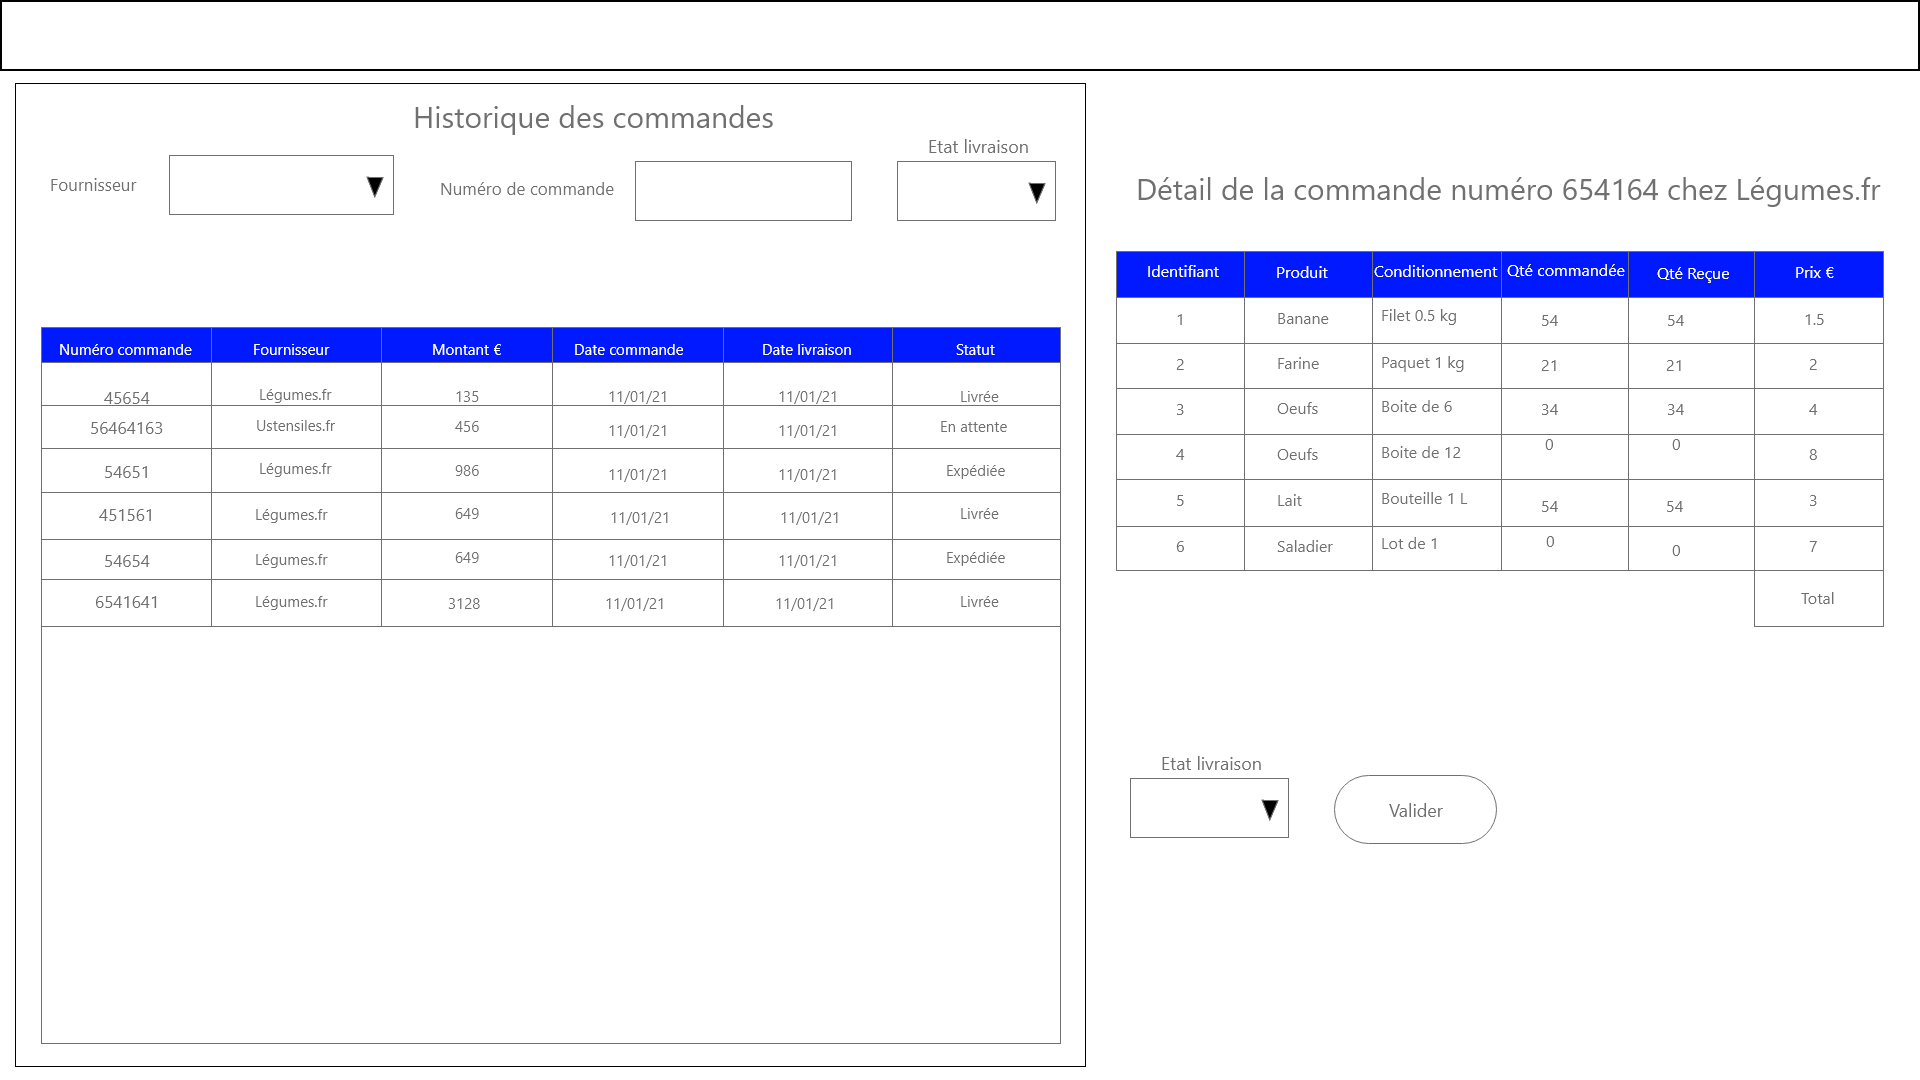 Historique des commandes
Fournisseur
Numéro de commande
Etat livraison
Numéro commande Fournisseur Montant € Date commande Date livraison Statut
45654 Légumes.fr 135 11/01/21 11/01/21 Livrée
56464163 Ustensiles.fr 456 11/01/21 11/01/21 En attente
54651 Légumes.fr 986 11/01/21 11/01/21 Expédiée
451561 Légumes.fr 649 11/01/21 11/01/21 Livrée
54654 Légumes.fr 649 11/01/21 11/01/21 Expédiée
6541641 Légumes.fr 3128 11/01/21 11/01/21 Livrée
Détail de la commande numéro 654164 chez Légumes.fr
Identifiant Produit Conditionnement Qté commandée Qté Reçue Prix €
1 Banane Filet 0.5 kg 54 54 1.5
2 Farine Paquet 1 kg 21 21 2
3 Oeufs Boite de 6 34 34 4
4 Oeufs Boite de 12 0 0 8
5 Lait Bouteille 1 L 54 54 3
6 Saladier Lot de 1 0 0 7
Total
Etat livraison
Valider